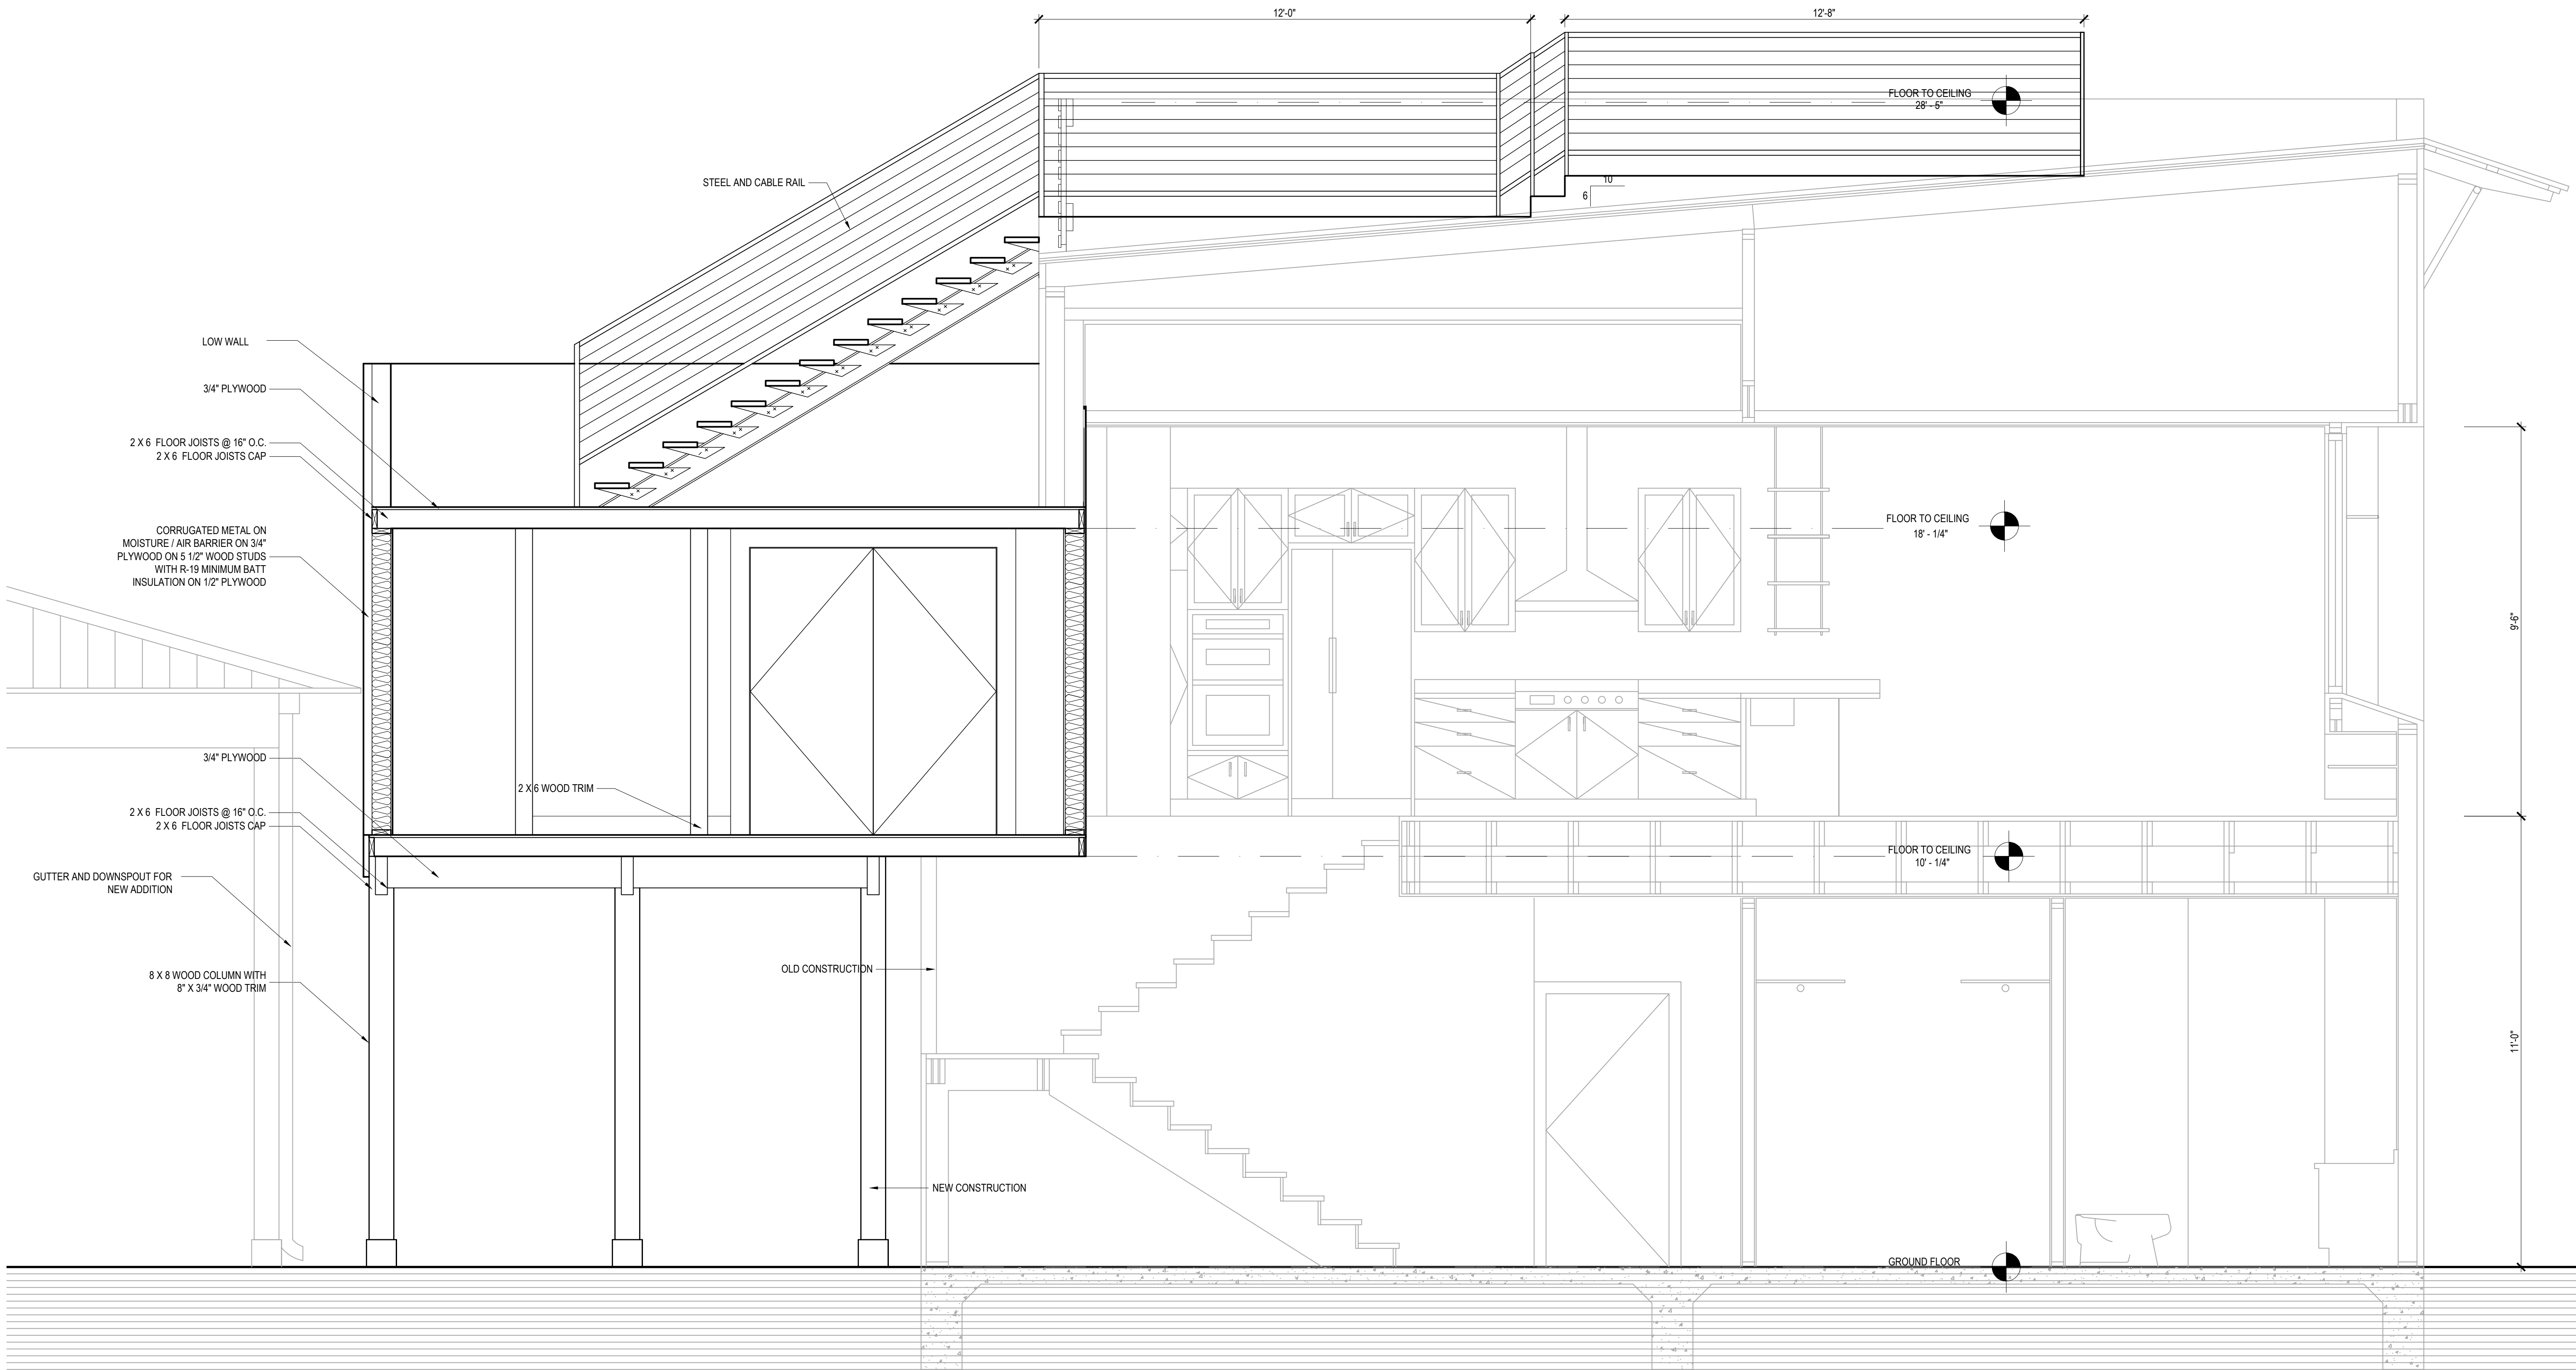 12'-0"
12'-8"
FLOOR TO CEILING
28' - 5"
STEEL AND CABLE RAIL
10
6
LOW WALL
3/4" PLYWOOD
2 X 6  FLOOR JOISTS @ 16" O.C.
2 X 6  FLOOR JOISTS CAP
CORRUGATED METAL ON
MOISTURE / AIR BARRIER ON 3/4"
PLYWOOD ON 5 1/2" WOOD STUDS
WITH R-19 MINIMUM BATT
INSULATION ON 1/2" PLYWOOD
FLOOR TO CEILING
18' - 1/4"
9'-6"
3/4" PLYWOOD
2 X 6 WOOD TRIM
2 X 6  FLOOR JOISTS @ 16" O.C.
2 X 6  FLOOR JOISTS CAP
FLOOR TO CEILING
10' - 1/4"
GUTTER AND DOWNSPOUT FOR
NEW ADDITION
8 X 8 WOOD COLUMN WITH
8" X 3/4" WOOD TRIM
OLD CONSTRUCTION
11'-0"
NEW CONSTRUCTION
GROUND FLOOR